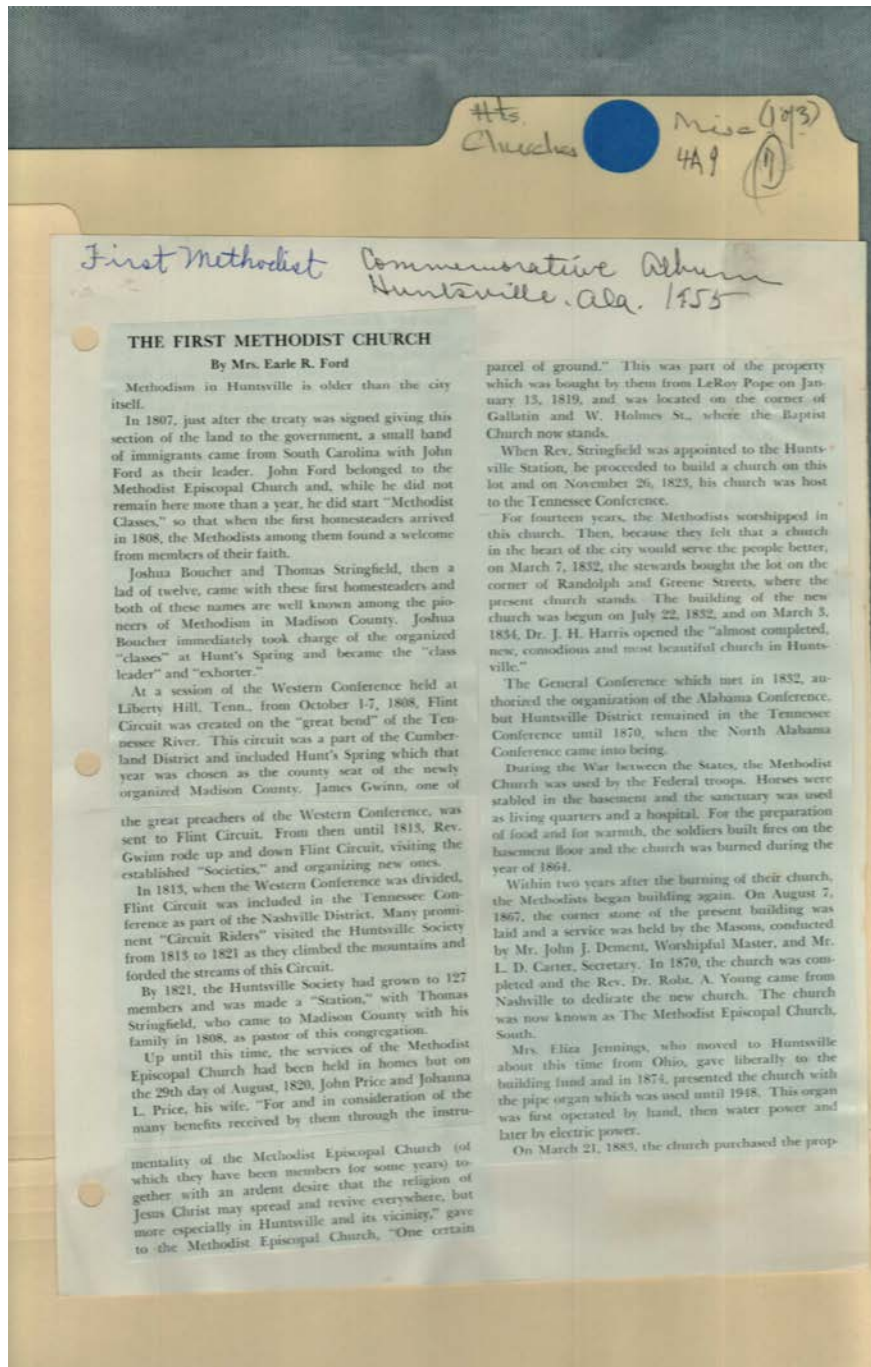 Hts.
Churches
Misc (1 of 3)
4A9
First Methodist Commemorative Album
Huntsville, Ala. 1955
THE FIRST METHODIST CHURCH
By Mrs. Earle R. Ford
Methodism in Huntsville is older than the city
itself.
In 1807, just after the treaty was signed giving this
section of the land to the government, a small band
of immigrants came from South Carolina with John
Ford as their leader. John Ford belonged to the
Methodist Episcopal Church and, while he did not
remain here more than a year, he did start “Methodist
Classes,” so that when the first homesteaders arrived
in 1808, the Methodists among them found a welcome
from members of their faith.
Joshua Boucher and Thomas Stringfield, then a
lad of twelve, came with these first homesteaders and
both of these names are well known among the pio-
neers of Methodism in Madison County. Joshua
Boucher immediately took charge of the organized
“classes” at Hunt's Spring and became the “class
leader” and “exhorter.”
At a session of the Western Conference held at
Liberty Hill, Tenn., from October 1-7, 1808, Flint
Circuit was created on the “great bend” of the Ten-
nessee River. This circuit was a part of the Cumber-
land District and included Hunt's Spring which that
year was chosen as the county seat of the newly
organized Madison County. James Gwinn, one of
the great preachers of the Western Conference, was
sent to Flint Circuit. From then until 1813, Rev.
Gwinn rode up and down Flint Circuit, visiting the
established “Societies,” and organizing new ones.
In 1813, when the Western Conference was divided,
Flint Circuit was included in the Tennessee Con-
ference as part of the Nashville District. Many promi-
nent “Circuit Riders” visited the Huntsville Society
from 1813 to 1821 as they climbed the mountains and
forded the streams of this Circuit.
By 1821, the Huntsville Society had grown to 127
members and was made a “Station,” with Thomas
Stringfield, who came to Madison County with his
family in 1808, as pastor of this congregation.
Up until this time, the services of the Methodist
Episcopal Church had been held in homes but on
the 29th day of August, 1820, John Price and Johanna
L. Price, his wife, “For and in consideration of the
many benefits received by them through the instru-
mentality of the Methodist Episcopal Church (of
which they have been members for some years) to-
gether with an ardent desire that the religion of
Jesus Christ may spread and revive everywhere, but
more especially in Huntsville and its vicinity,” gave
to the Methodist Episcopal Church, “One certain
parcel of ground.” This was part of the property
which was bought by them from LeRoy Pope on Jan-
uary 13, 1819, and was located on the corner of
Gallatin and W. Holmes St., where the Baptist
Church now stands.
When Rev. Stringfield was appointed to the Hunts-
ville Station, he proceeded to build a church on this
lot and on November 26, 1823, his church was host
to the Tennessee Conference.
For fourteen years, the Methodists worshipped in
this church. Then, because they felt that a church
in the heart of the city would serve the people better,
on March 7, 1832, the stewards bought the lot on the
corner of Randolph and Greene Streets, where the
present church stands. The building of the new
church was begun on July 22, 1832, and on March 3,
1834, Dr. J. H. Harris opened the “almost completed,
new, comodious and most beautiful church in Hunts-
ville.”
The General Conference which met in 1832, au-
thorized the organization of the Alabama Conference,
but Huntsville District remained in the Tennessee
Conference until 1870, when the North Alabama
Conference came into being.
During the War between the States, the Methodist
Church was used by the Federal troops. Horses were
stabled in the basement and the sanctuary was used
as living quarters and a hospital. For the preparation
of food and for warmth, the soldiers built fires on the
basement floor and the church was burned during the
year of 1864.
Within two years after the burning of their church,
the Methodists began building again. On August 7,
1867, the corner stone of the present building was
laid and a service was held by the Masons, conducted
by Mr. John J. Dement, Worshipful Master, and Mr.
L. D. Carter, Secretary. In 1870, the church was com-
pleted and the Rev. Dr. Robt. A. Young came from
Nashville to dedicate the new church. The church
was now known as The Methodist Episcopal Church,
South.
Mrs. Eliza Jennings, who moved to Huntsville
about this time from Ohio, gave liberally to the
building fund and in 1874, presented the church with
the pipe organ which was used until 1948. This organ
was first operated by hand, then water power and
later by electric power.
On March 21, 1883, the church purchased the prop-